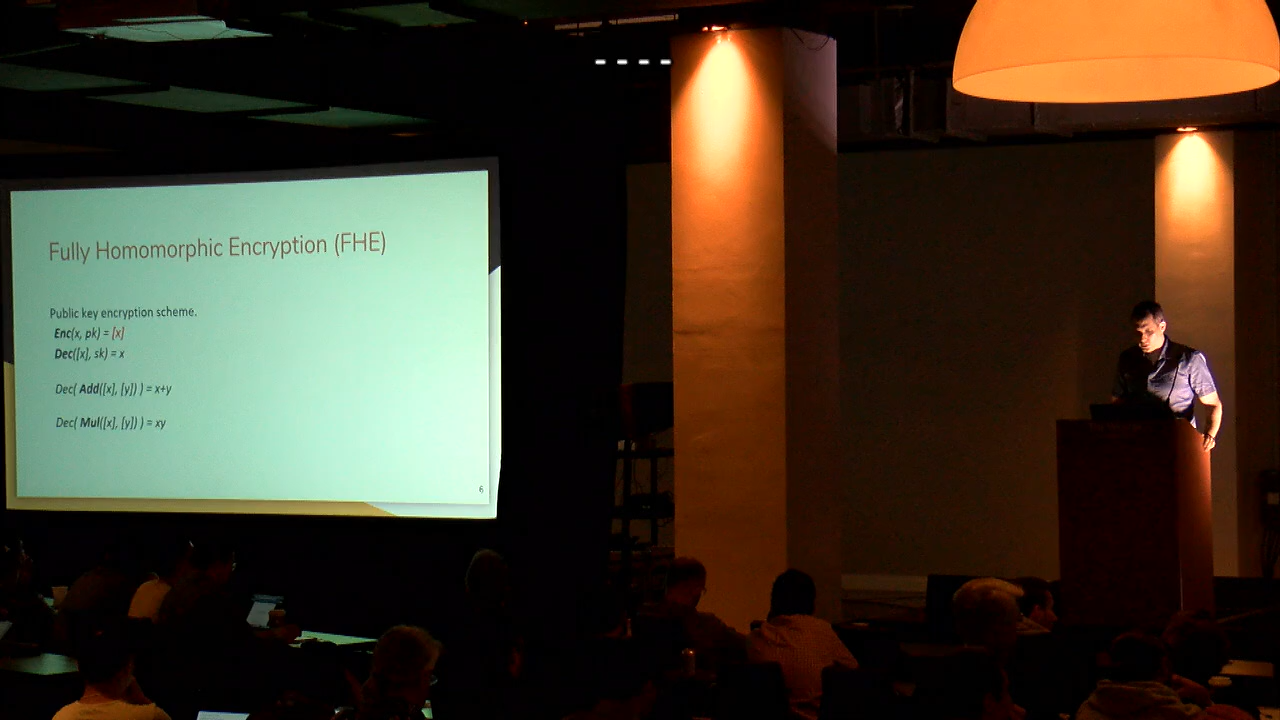 Fully Homomorphic Encryption (FHE)
Public key encryption scheme.
Enc(x, pk) = [x]
Dec([x], sk) = x
Dec( Add([x], [y]) ) = x+y
Dec( Mul([x], [y]) ) = xy
6